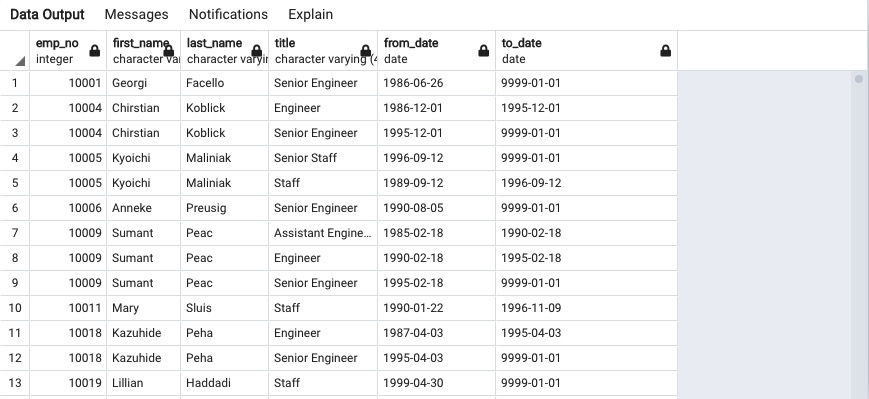 Data Output Messages Notifications Explain
emp_no first_name last_name title from_date to_date
integer character va character varyin character varying (4 date date
1 10001 Georgi Facello Senior Engineer 1986-06-26 9999-01-01
2 10004 Chirstian Koblick Engineer 1986-12-01 1995-12-01
3 10004 Chirstian Koblick Senior Engineer 1995-12-01 9999-01-01
4 10005 Kyoichi Maliniak Senior Staff 1996-09-12 9999-01-01
5 10005 Kyoichi Maliniak Staff 1989-09-12 1996-09-12
6 10006 Anneke Preusig Senior Engineer 1990-08-05 9999-01-01
7 10009 Sumant Peac Assistant Engine... 1985-02-18 1990-02-18
8 10009 Sumant Peac Engineer 1990-02-18 1995-02-18
9 10009 Sumant Peac Senior Engineer 1995-02-18 9999-01-01
10 10011 Mary Sluis Staff 1990-01-22 1996-11-09
11 10018 Kazuhide Peha Engineer 1987-04-03 1995-04-03
12 10018 Kazuhide Peha Senior Engineer 1995-04-03 9999-01-01
13 10019 Lillian Haddadi Staff 1999-04-30 9999-01-01